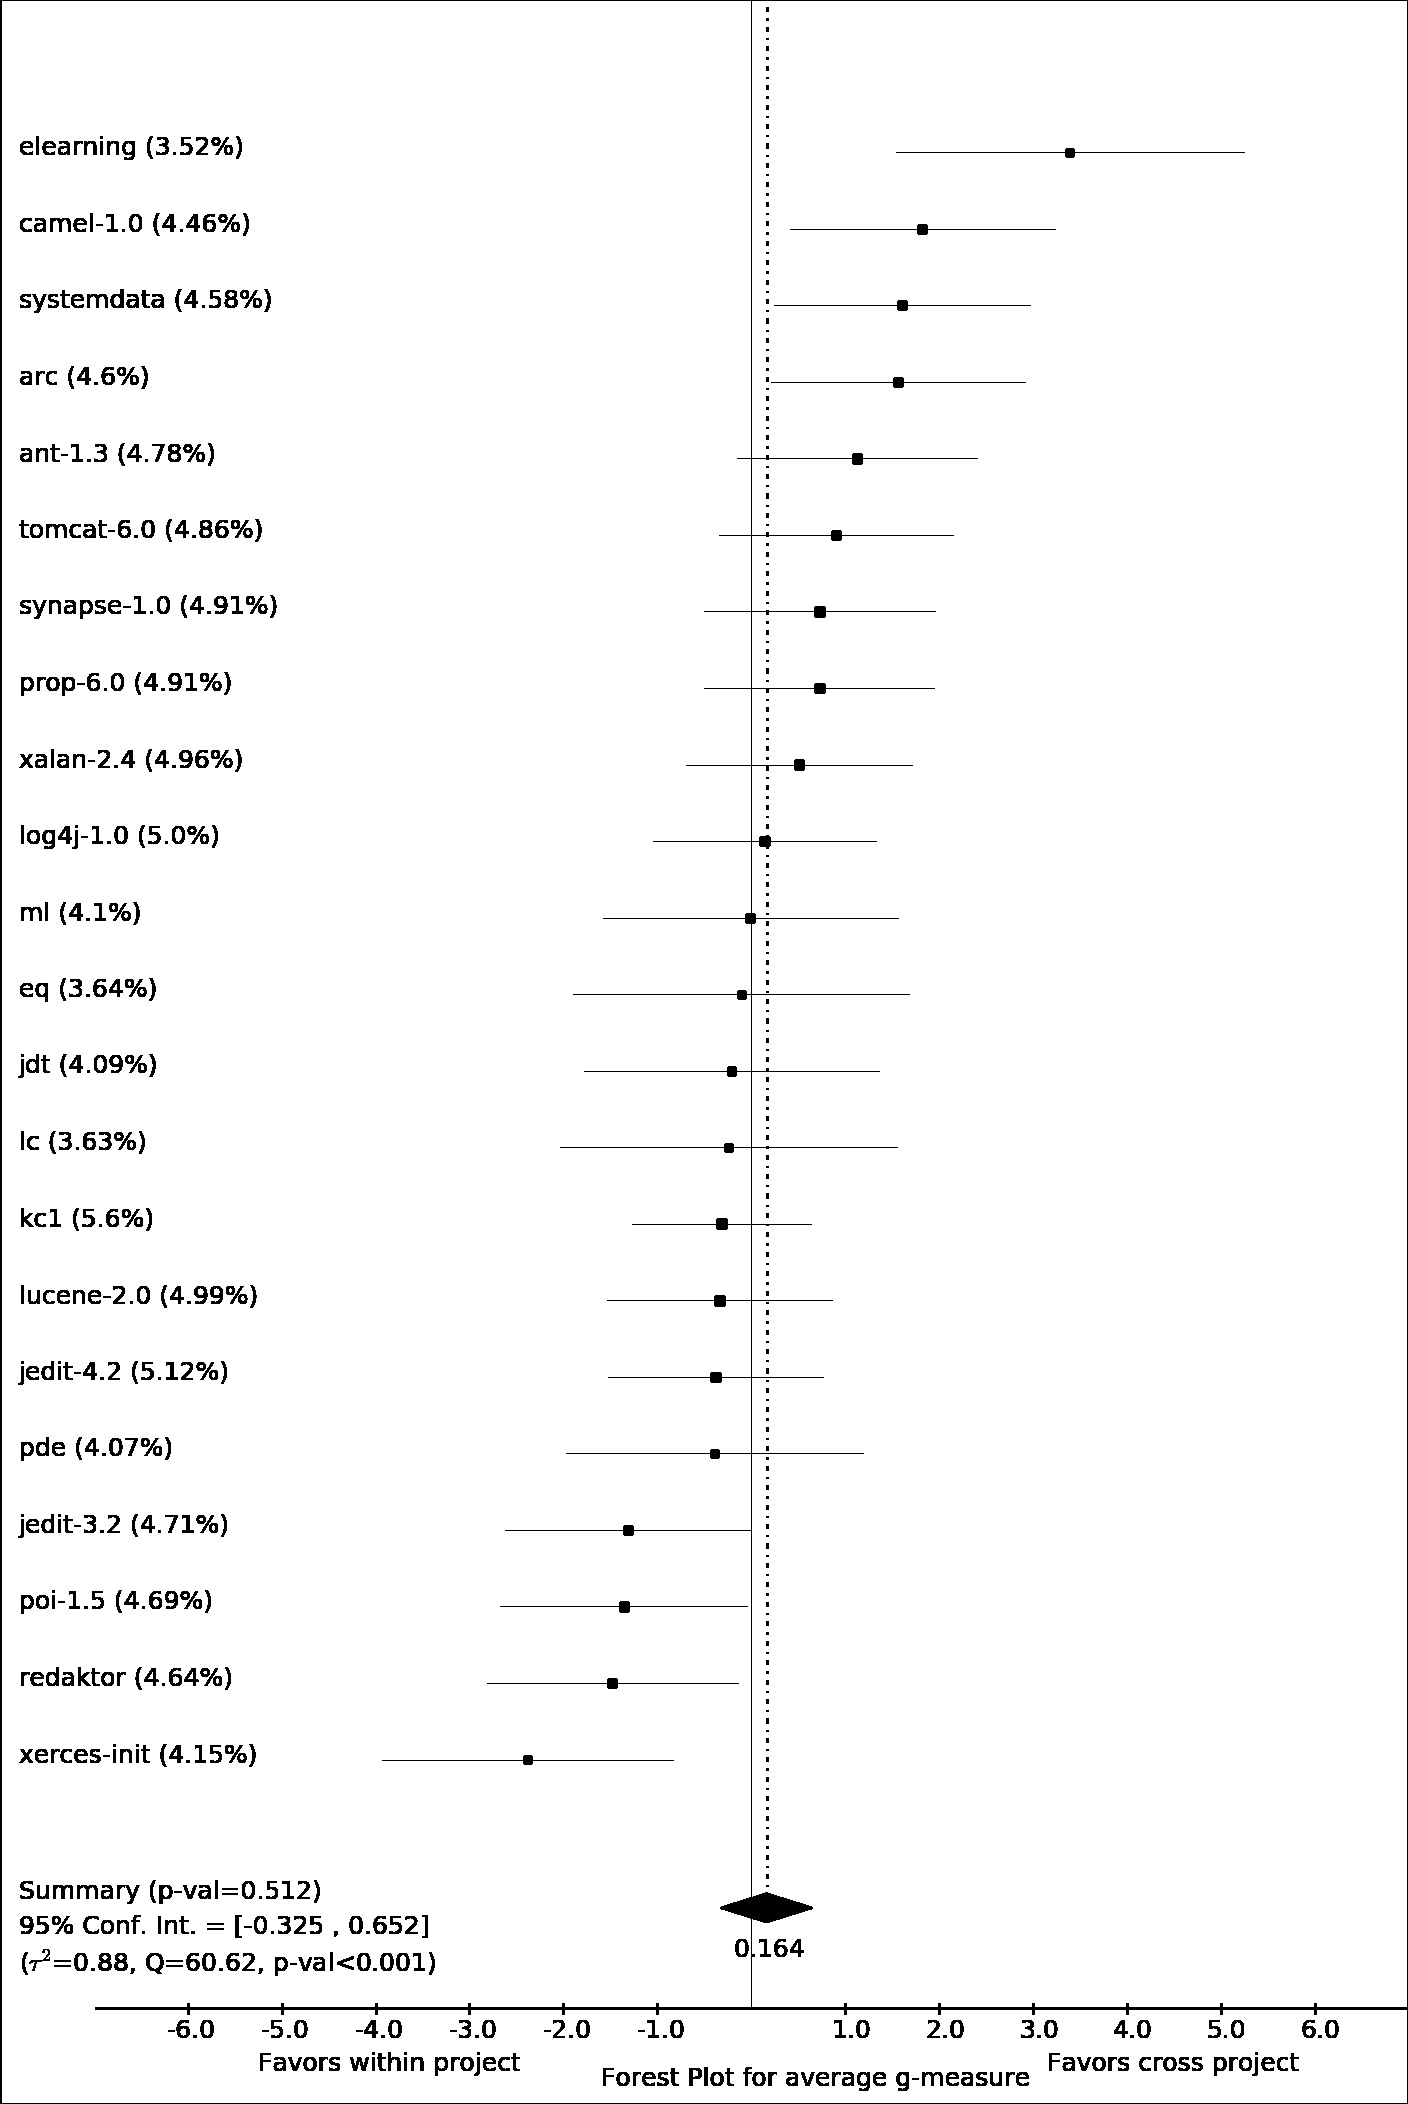 elearning (3.52%)
camel-1.0 (4.46%)
systemdata (4.58%)
arc (4.6%)
ant-1.3 (4.78%)
tomcat-6.0 (4.86%)
synapse-1.0 (4.91%)
prop-6.0 (4.91%)
xalan-2.4 (4.96%)
log4j-1.0 (5.0%)
ml (4.1%)
eq (3.64%)
jdt (4.09%)
lc (3.63%)
kc1 (5.6%)
lucene-2.0 (4.99%)
jedit-4.2 (5.12%)
pde (4.07%)
jedit-3.2 (4.71%)
poi-1.5 (4.69%)
redaktor (4.64%)
xerces-init (4.15%)
Summary (p-val=0.512)
95% Conf. Int. = [-0.325 , 0.652]
0.164
(τ²=0.88, Q=60.62, p-val<0.001)
-6.0 -5.0 -4.0 -3.0 -2.0 -1.0 1.0 2.0 3.0 4.0 5.0 6.0
Favors within project Favors cross project
Forest Plot for average g-measure